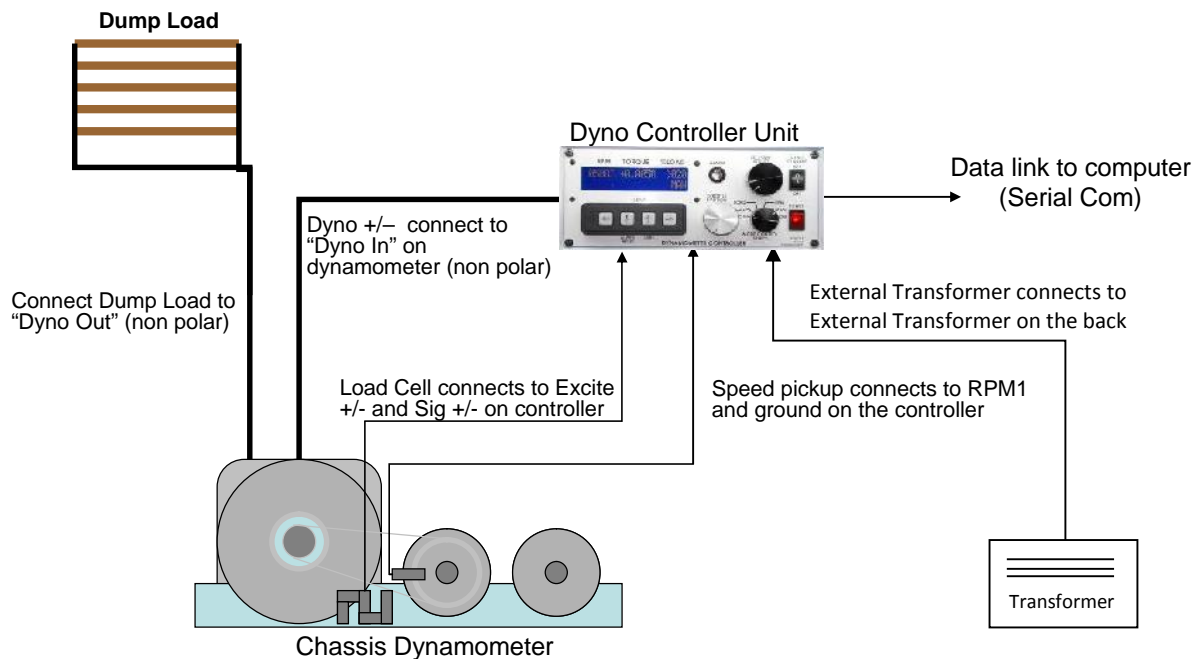 Dump Load
Dyno Controller Unit
RPM TORQUE
Data link to computer
(Serial Com)
Dyno +/– connect to
“Dyno In” on
dynamometer (non polar)
Connect Dump Load to
“Dyno Out” (non polar)
External Transformer connects to
External Transformer on the back
Load Cell connects to Excite
+/- and Sig +/- on controller
Speed pickup connects to RPM1
and ground on the controller
Transformer
Chassis Dynamometer